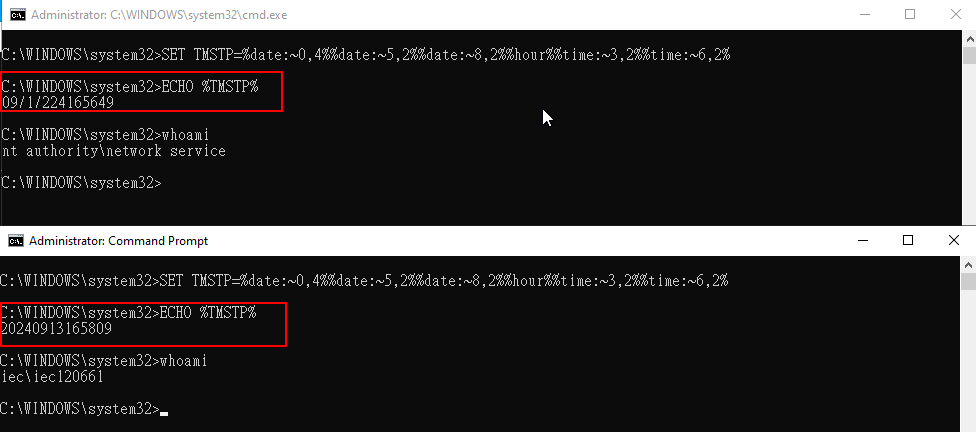 Administrator: C:\WINDOWS\system32\cmd.exe
C:\WINDOWS\system32>SET TMSTP=%date:~0,4%%date:~5,2%%date:~8,2%%hour%%time:~3,2%%time:~6,2%
C:\WINDOWS\system32>ECHO %TMSTP%
09/1/224165649
C:\WINDOWS\system32>whoami
nt authority\network service
C:\WINDOWS\system32>
Administrator: Command Prompt
C:\WINDOWS\system32>SET TMSTP=%date:~0,4%%date:~5,2%%date:~8,2%%hour%%time:~3,2%%time:~6,2%
C:\WINDOWS\system32>ECHO %TMSTP%
20240913165809
C:\WINDOWS\system32>whoami
iec\iec120661
C:\WINDOWS\system32>